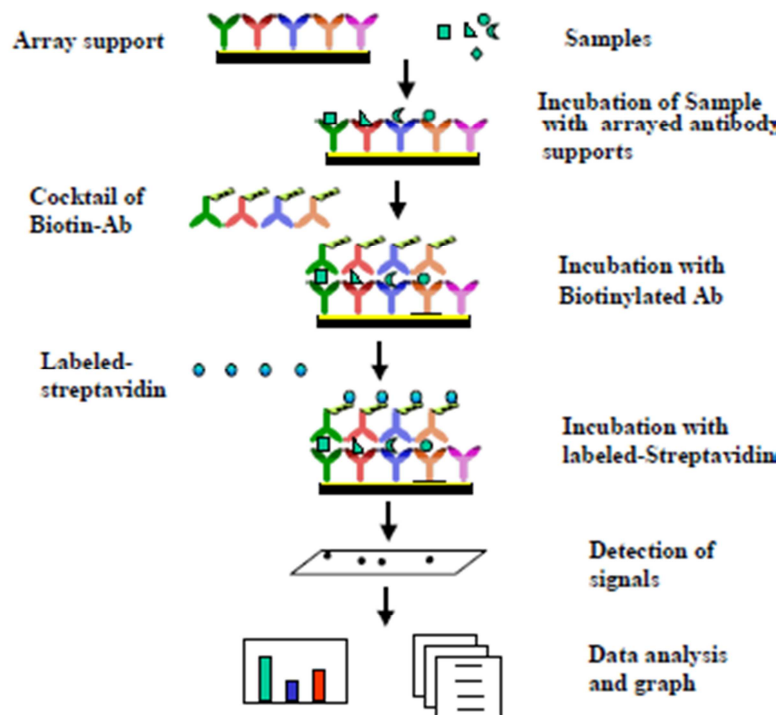 Array support
Samples
Incubation of Sample
with arrayed antibody
supports
Cocktail of
Biotin-Ab
Incubation with
Biotinylated Ab
Labeled-
streptavidin
Incubation with
labeled-Streptavidin
Detection of
signals
Data analysis
and graph